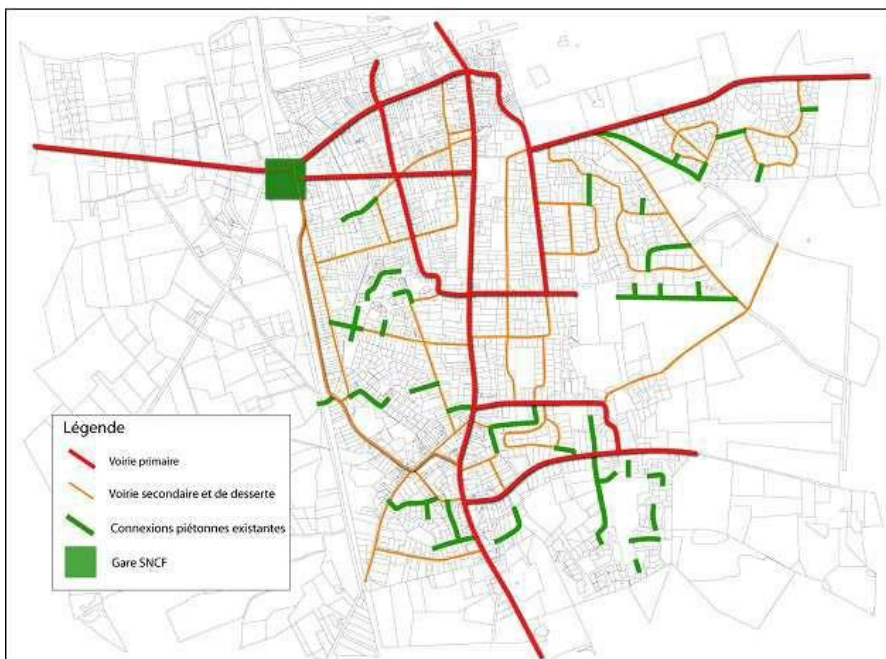 Légende
Voirie primaire
Voirie secondaire et de desserte
Connexions piétonnes existantes
Gare SNCF